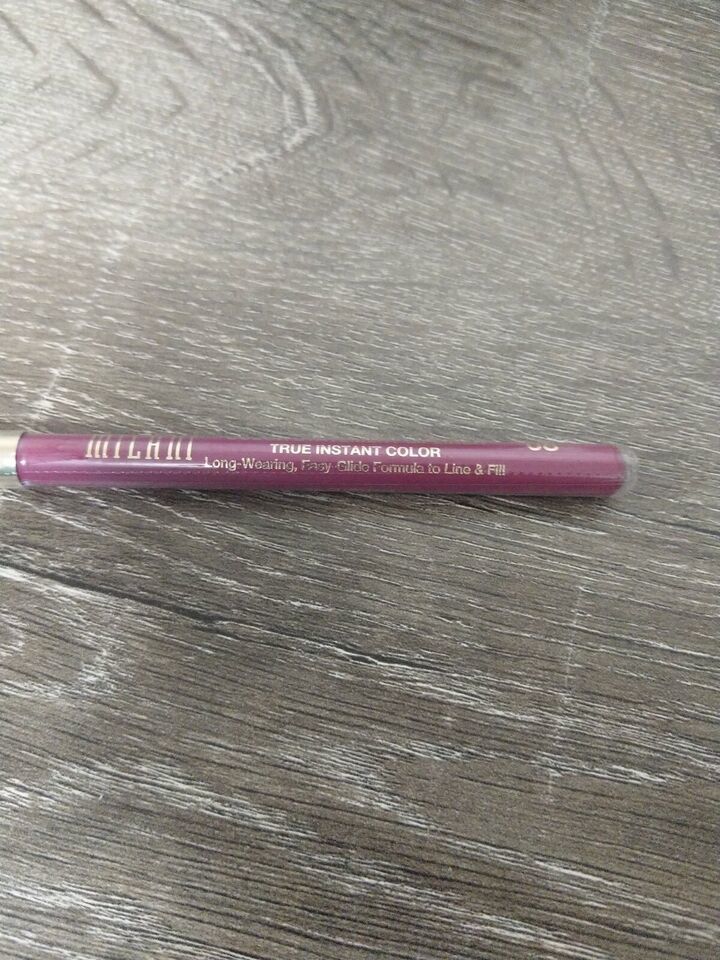 MILANI
TRUE INSTANT COLOR
Long-Wearing, Easy-Glide Formula to Line & Fill